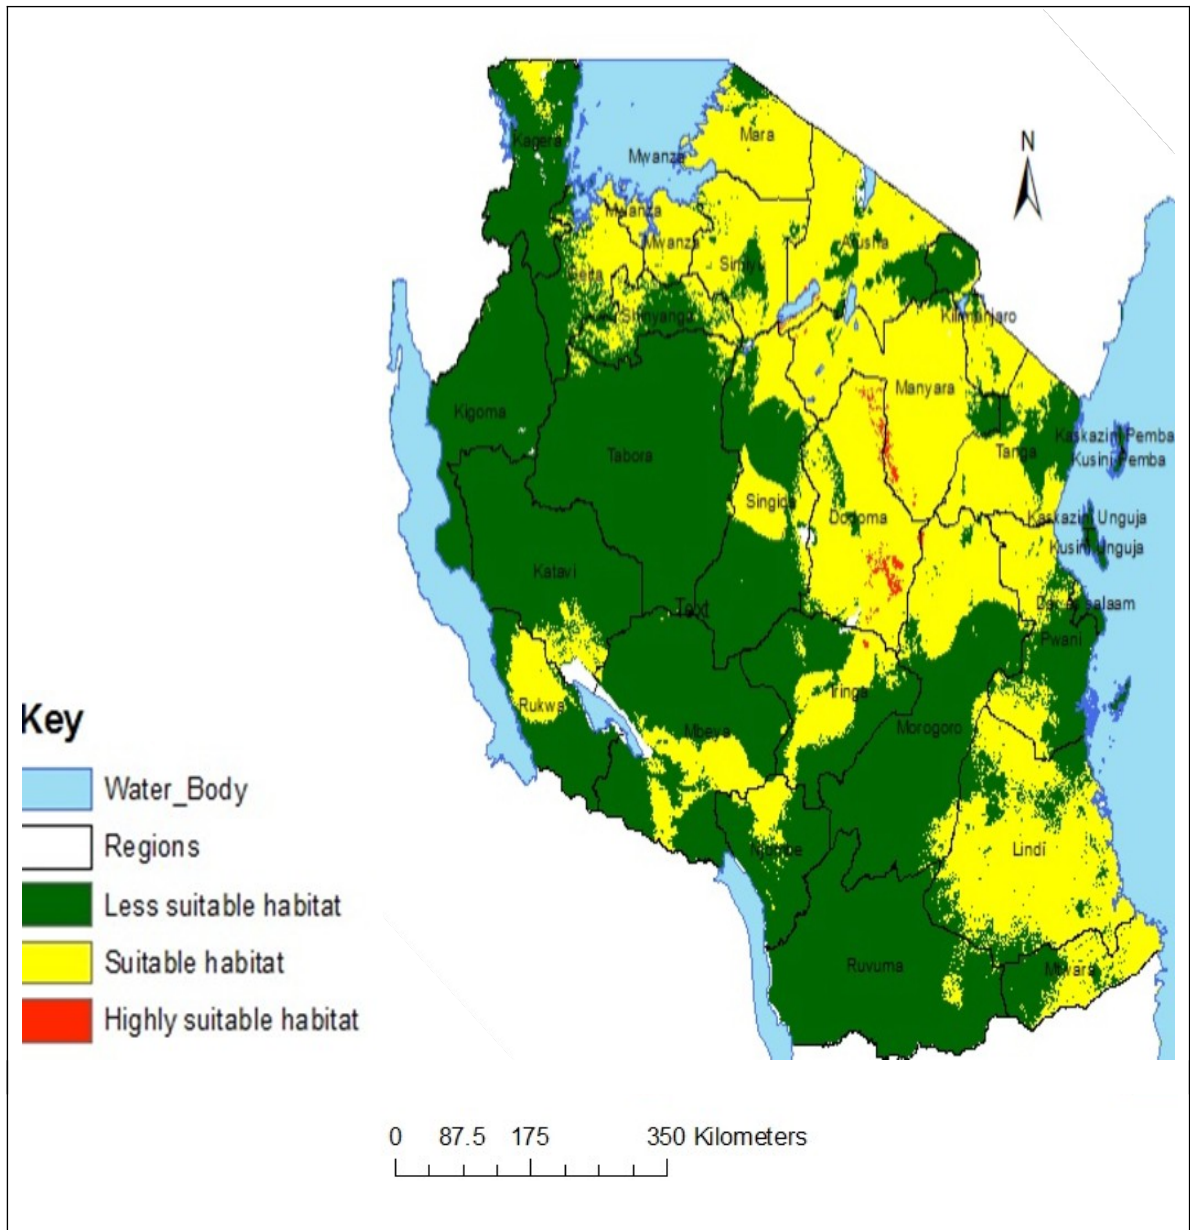 N
Kagera
Mara
Mwanza
Mwanza
Mwanza
Arusha
Simiyu
Geita
Shinyanga
Kilimanjaro
Manyara
Kigoma
Tabora
Tanga
Kaskazini Pemba
Kusini Pemba
Singida
Dodoma
Kaskazini Unguja
Kusini Unguja
Katavi
Text
Dar es salaam
Pwani
Rukwa
Iringa
Mbeya
Morogoro
Njombe
Lindi
Ruvuma
Mtwara
Key
Water_Body
Regions
Less suitable habitat
Suitable habitat
Highly suitable habitat
0 87.5 175 350 Kilometers